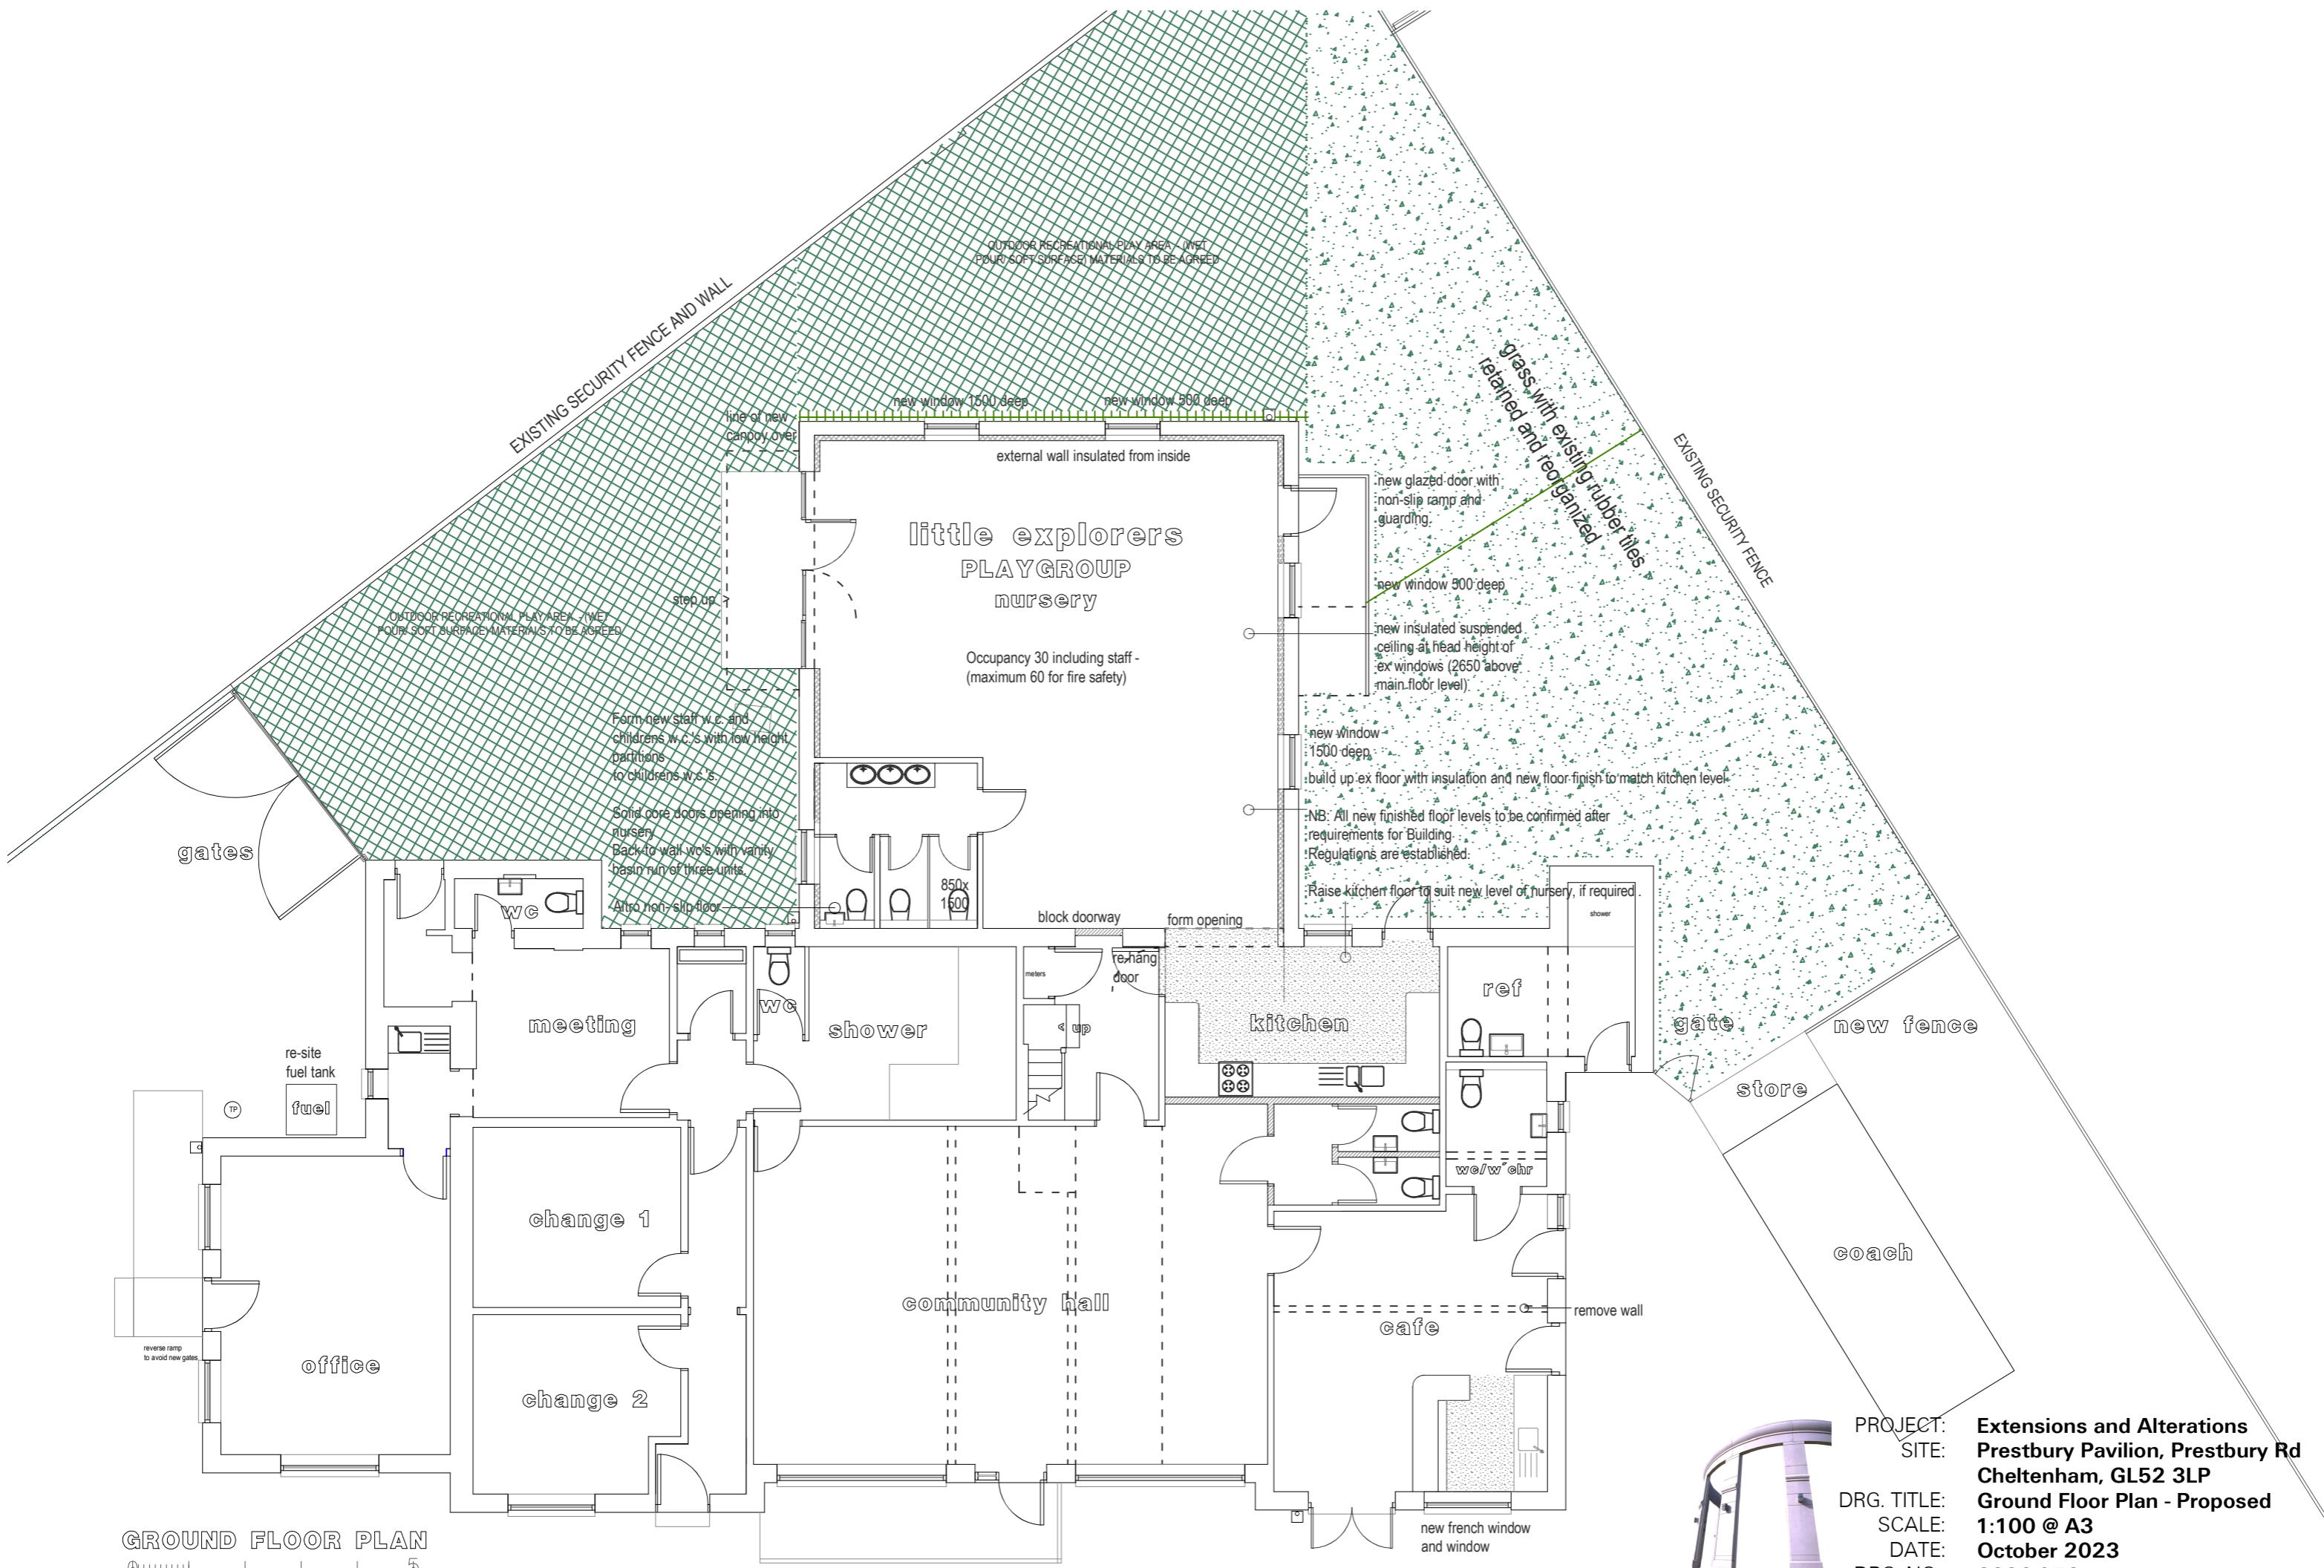 OUTDOOR RECREATIONAL PLAY AREA - (WET
POUR/ SOFT SURFACE) MATERIALS TO BE AGREED
EXISTING SECURITY FENCE AND WALL
grass with existing rubber tiles
retained and reorganized
EXISTING SECURITY FENCE
line of new
canpoy over
new window 1500 deep
new window 500 deep
external wall insulated from inside
new glazed door with
non-slip ramp and
guarding.
little explorers
PLAYGROUP
nursery
step up >
new window 500 deep
OUTDOOR RECREATIONAL PLAY AREA - (WET
POUR/ SOFT SURFACE) MATERIALS TO BE AGREED
Occupancy 30 including staff -
(maximum 60 for fire safety)
new insulated suspended
ceiling at head height of
ex windows (2650 above
main floor level)
Form new staff w.c. and
childrens w.c.'s with low height
partitions
to childrens w.c.'s.
Solid core doors opening into
nursery
Back to wall wc's with vanity
basin run of three units.
Altro non- slip floor
new window
1500 deep
build up ex floor with insulation and new floor finish to match kitchen level
NB: All new finished floor levels to be confirmed after
requirements for Building
Regulations are established.
Raise kitchen floor to suit new level of nursery, if required .
gates
850x
1500
wc
block doorway
form opening
shower
meters
re-hang
door
wc
meeting
shower
< up
kitchen
ref
gate
new fence
re-site
fuel tank
fuel
TP
store
wc/w'chr
change 1
coach
community hall
cafe
remove wall
reverse ramp
to avoid new gates
office
change 2
new french window
and window
GROUND FLOOR PLAN
0
5
PROJECT: Extensions and Alterations
SITE: Prestbury Pavilion, Prestbury Rd
Cheltenham, GL52 3LP
DRG. TITLE: Ground Floor Plan - Proposed
SCALE: 1:100 @ A3
DATE: October 2023